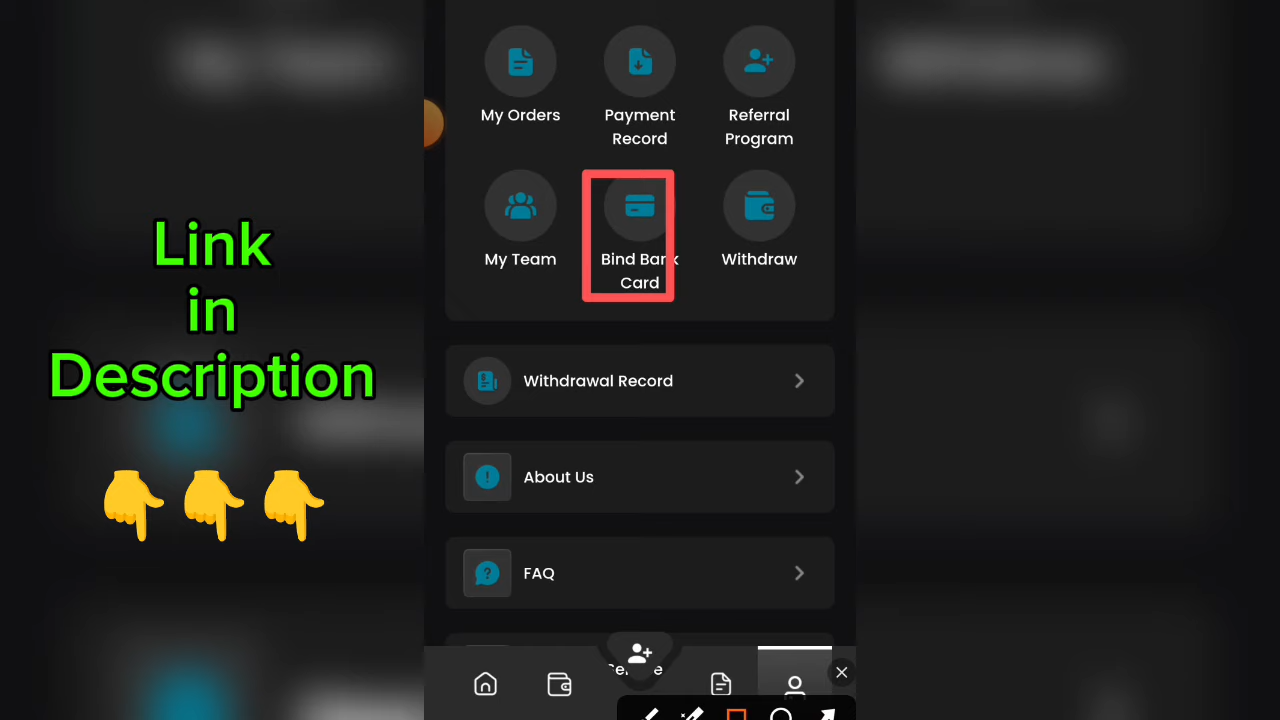 Link
in
Description
My Orders
Payment
Record
Referral
Program
My Team
Bind Bank
Card
Withdraw
Withdrawal Record
About Us
FAQ